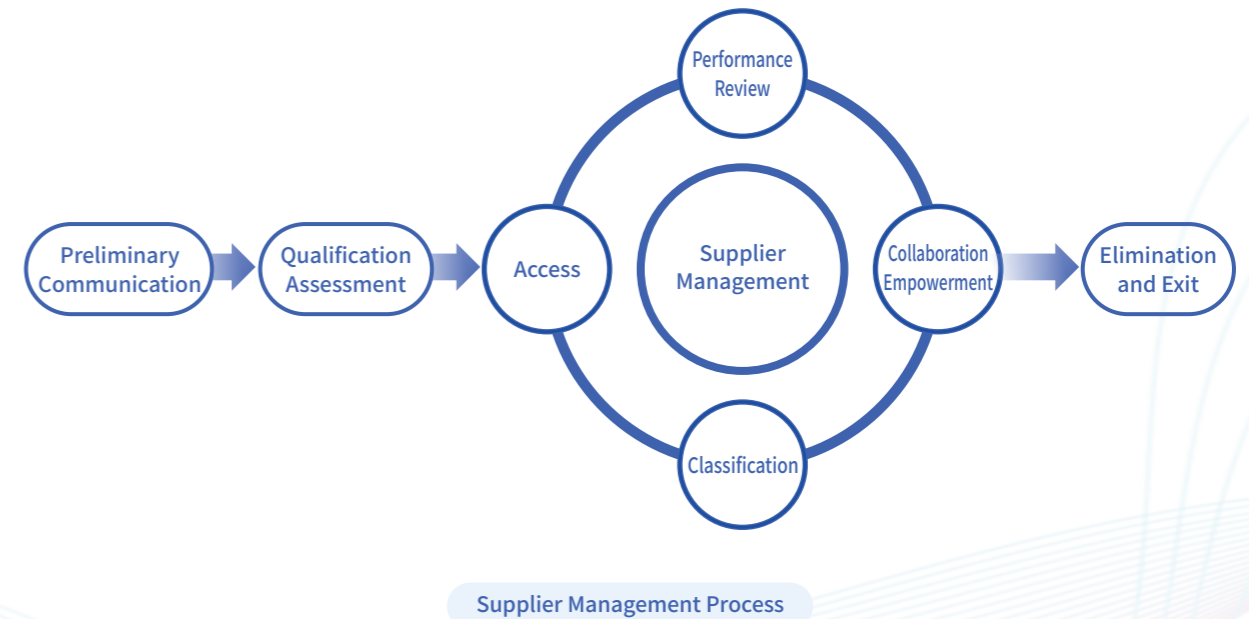 Preliminary
Communication
Qualification
Assessment
Access
Performance
Review
Supplier
Management
Classification
Collaboration
Empowerment
Elimination
and Exit
Supplier Management Process